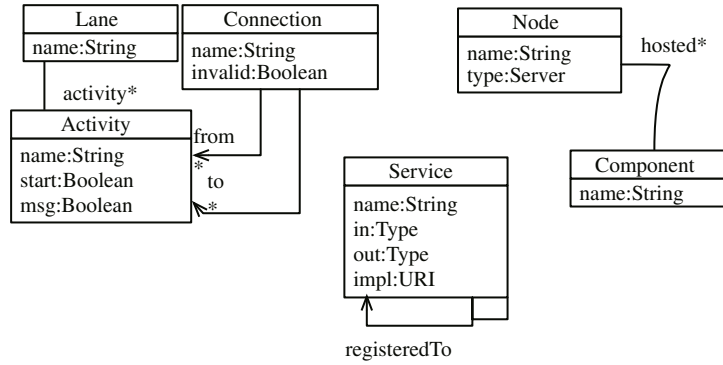 Lane
name:String
activity*
Activity
name:String
start:Boolean
msg:Boolean
Connection
name:String
invalid:Boolean
from
*
to
*
Service
name:String
in:Type
out:Type
impl:URI
registeredTo
Node
name:String
type:Server
hosted*
Component
name:String